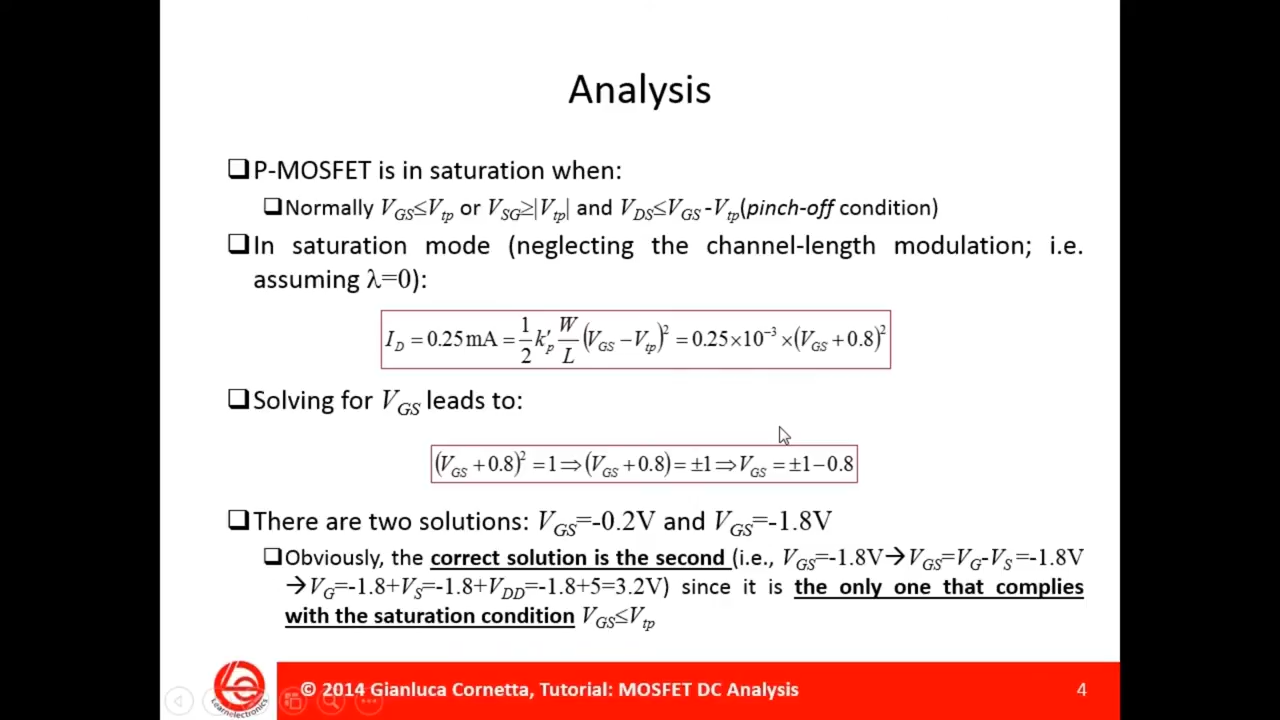 Analysis
❑P-MOSFET is in saturation when:
❑Normally V_GS≤V_tp or V_SG≥|V_tp| and V_DS≤V_GS -V_tp(pinch-off condition)
❑In saturation mode (neglecting the channel-length modulation; i.e.
assuming λ=0):
I_D = 0.25mA = 1/2 k'_p W/L (V_GS − V_tp)² = 0.25×10⁻³ ×(V_GS + 0.8)²
❑Solving for V_GS leads to:
(V_GS + 0.8)² = 1⇒(V_GS + 0.8) = ±1⇒V_GS = ±1−0.8
❑There are two solutions: V_GS=-0.2V and V_GS=-1.8V
❑Obviously, the correct solution is the second (i.e., V_GS=-1.8V→V_GS=V_G-V_S =-1.8V
→V_G=-1.8+V_S=-1.8+V_DD=-1.8+5=3.2V) since it is the only one that complies
with the saturation condition V_GS≤V_tp
Learnelectronics
© 2014 Gianluca Cornetta, Tutorial: MOSFET DC Analysis
4